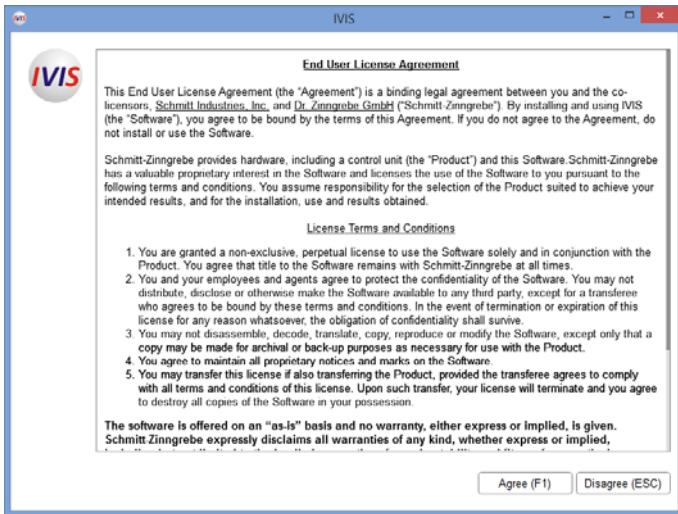 IVIS
IVIS
End User License Agreement
This End User License Agreement (the "Agreement") is a binding legal agreement between you and the co-
licensors, Schmitt Industries, Inc. and Dr. Zinngrebe GmbH ("Schmitt-Zinngrebe"). By installing and using IVIS
(the "Software"), you agree to be bound by the terms of this Agreement. If you do not agree to the Agreement, do
not install or use the Software.
Schmitt-Zinngrebe provides hardware, including a control unit (the "Product") and this Software.Schmitt-Zinngrebe
has a valuable proprietary interest in the Software and licenses the use of the Software to you pursuant to the
following terms and conditions. You assume responsibility for the selection of the Product suited to achieve your
intended results, and for the installation, use and results obtained.
License Terms and Conditions
1. You are granted a non-exclusive, perpetual license to use the Software solely and in conjunction with the
Product. You agree that title to the Software remains with Schmitt-Zinngrebe at all times.
2. You and your employees and agents agree to protect the confidentiality of the Software. You may not
distribute, disclose or otherwise make the Software available to any third party, except for a transferee
who agrees to be bound by these terms and conditions. In the event of termination or expiration of this
license for any reason whatsoever, the obligation of confidentiality shall survive.
3. You may not disassemble, decode, translate, copy, reproduce or modify the Software, except only that a
copy may be made for archival or back-up purposes as necessary for use with the Product.
4. You agree to maintain all proprietary notices and marks on the Software.
5. You may transfer this license if also transferring the Product, provided the transferee agrees to comply
with all terms and conditions of this license. Upon such transfer, your license will terminate and you agree
to destroy all copies of the Software in your possession.
The software is offered on an "as-is" basis and no warranty, either express or implied, is given.
Schmitt-Zinngrebe expressly disclaims all warranties of any kind, whether express or implied,
Agree (F1) Disagree (ESC)